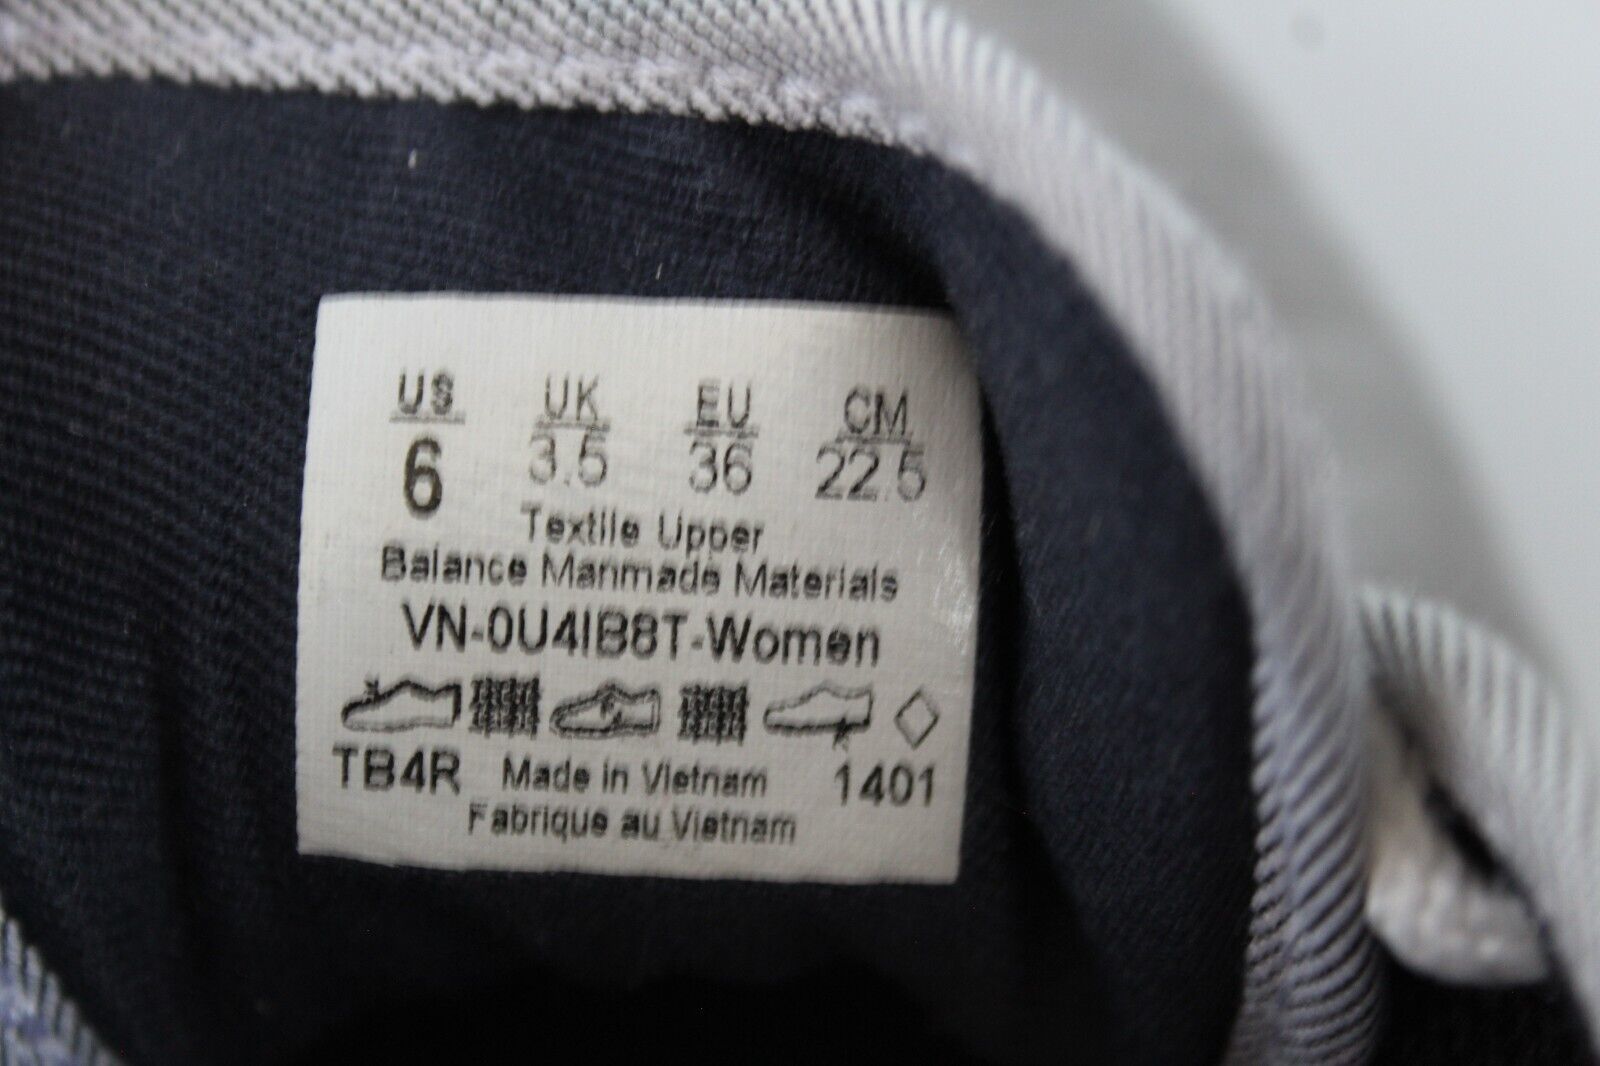 US UK EU CM
6 3.5 36 22.5
Textile Upper
Balance Manmade Materials
VN-0U4IB8T-Women
TB4R Made in Vietnam 1401
Fabrique au Vietnam